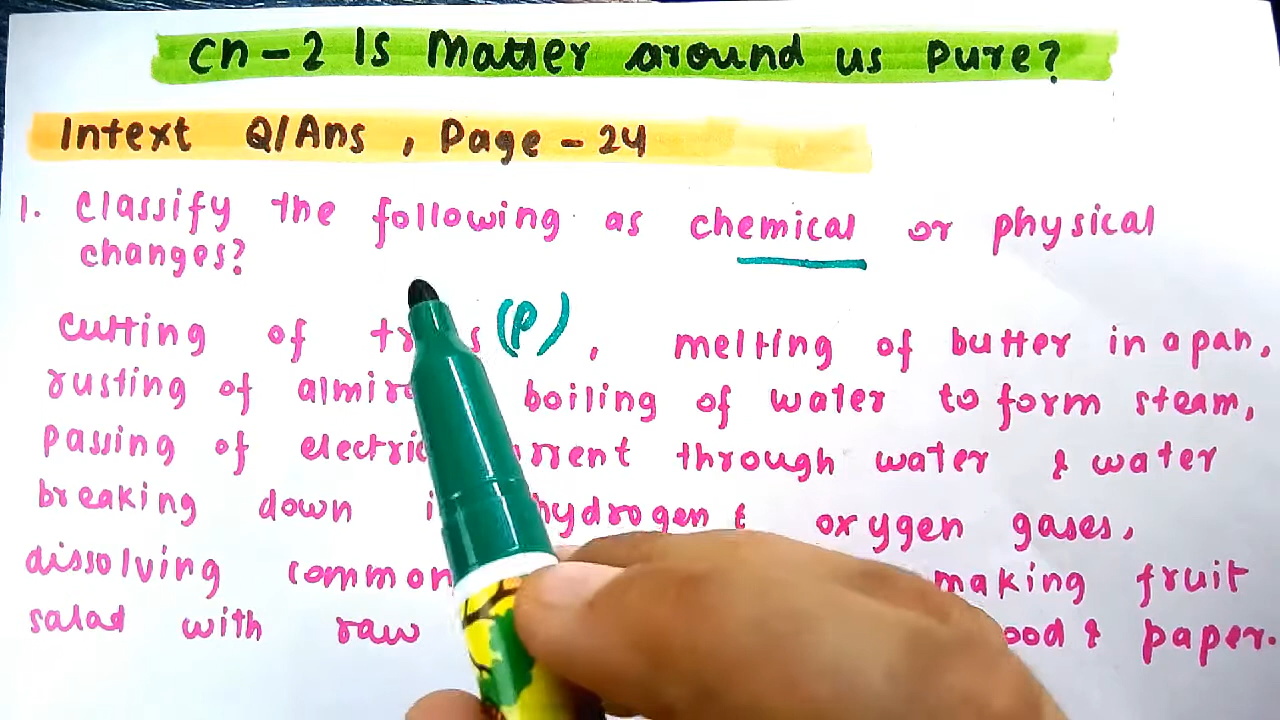 Ch-2 Is Matter around us Pure?
Intext Q/Ans, Page-24
1. Classify the following as chemical or physical
changes?
cutting of (P), melting of butter in a pan,
rusting of boiling of water to form steam,
Passing of through water & water
breaking down hydrogen & oxygen gases,
dissolving common making fruit
salad with raw & paper.